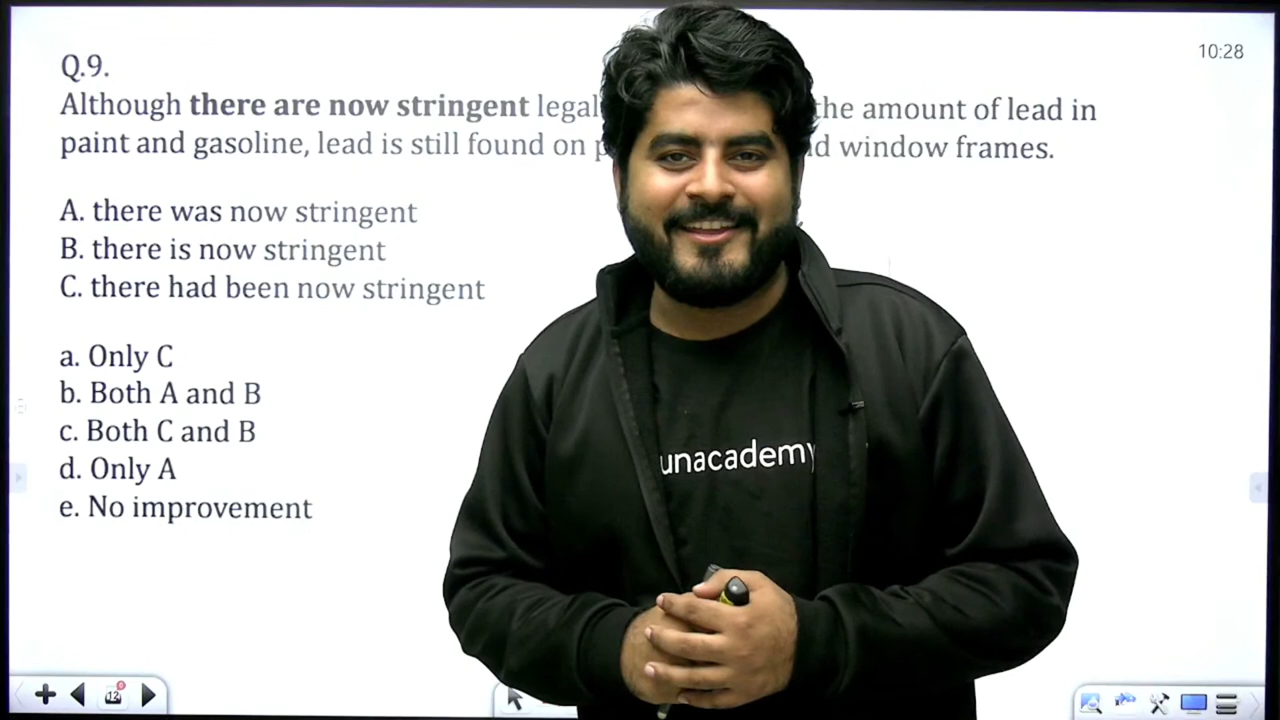 10:28
Q.9.
Although there are now stringent legal the amount of lead in
paint and gasoline, lead is still found on window frames.
A. there was now stringent
B. there is now stringent
C. there had been now stringent
a. Only C
b. Both A and B
c. Both C and B
d. Only A
e. No improvement
unacademy
12